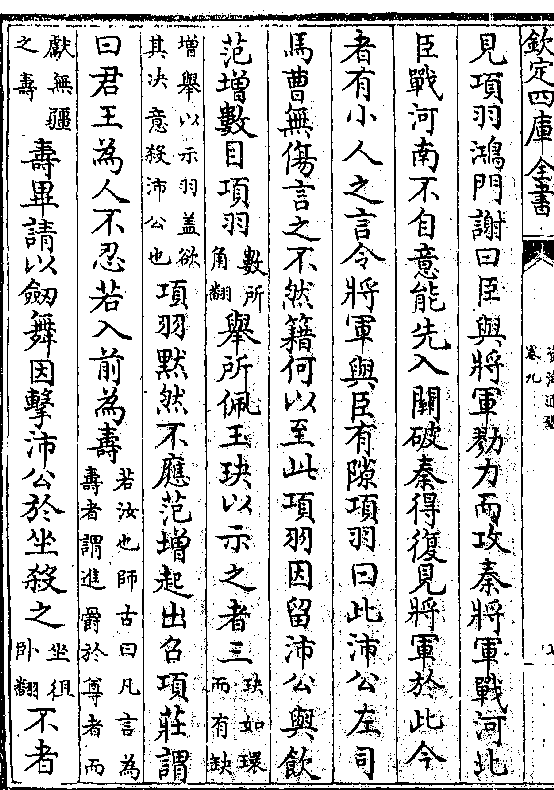 欽定四庫全書
資治通鑑
卷九
見項羽鴻門謝曰臣與將軍勠力而攻秦將軍戰河北
臣戰河南不自意能先入關破秦得復見將軍於此今
者有小人之言令將軍與臣有隙項羽曰此沛公左司
馬曹無傷言之不然籍何以至此項羽因留沛公與飲
范增數目項羽數所角翻舉所佩王玦以示之者三玦如環而有缺
增舉以示羽盖欲其决意殺沛公也項羽黙然不應范增起出召項莊謂
曰君王為人不忍若入前為壽若汝也師古曰凡言為壽者謂進爵於尊者而
獻無疆之壽壽畢請以劒舞因擊沛公於坐殺之坐徂卧翻不者